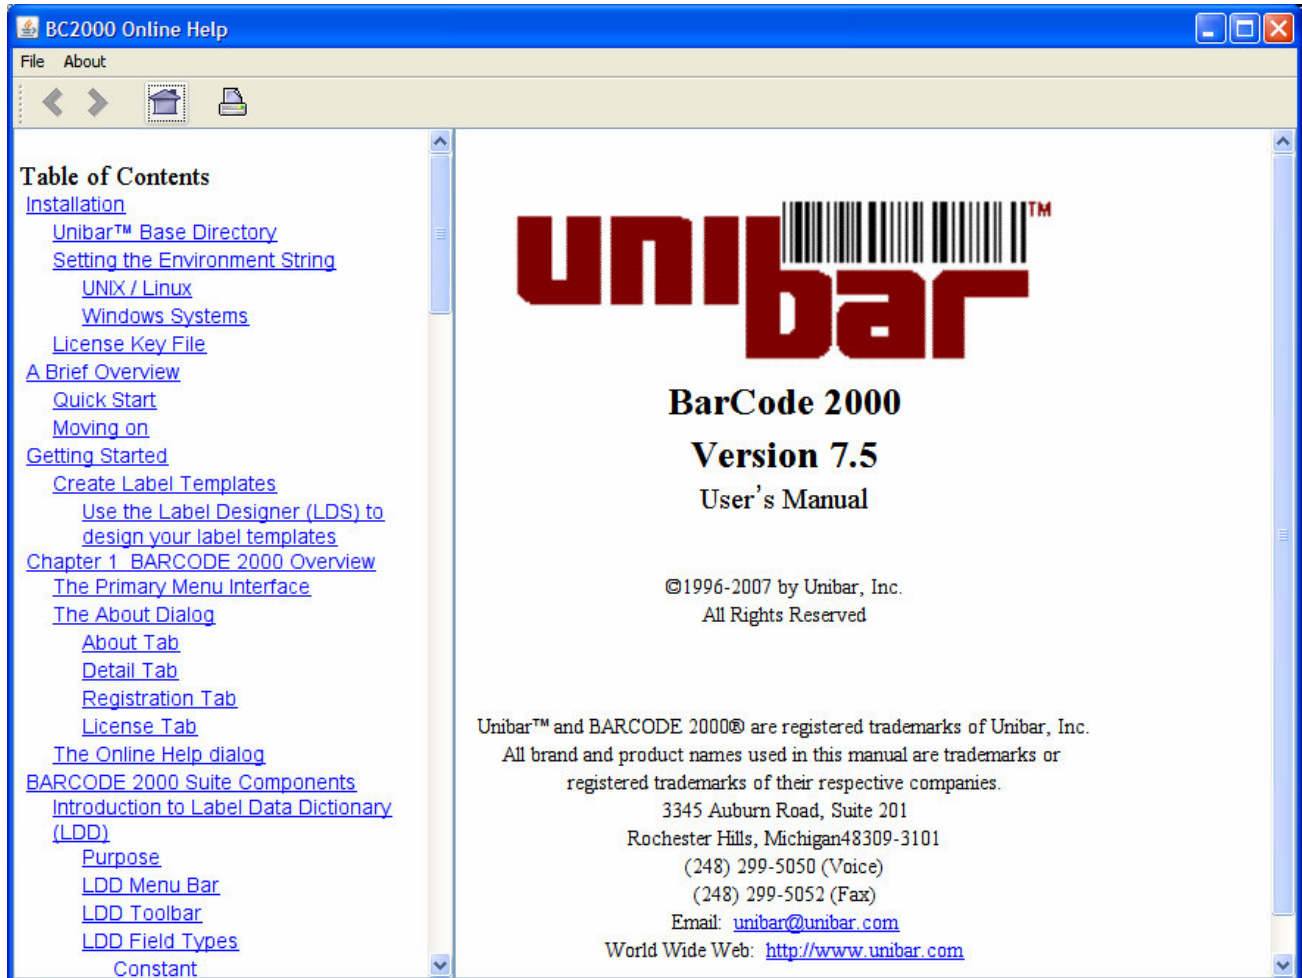 BC2000 Online Help
File About
Table of Contents
Installation
Unibar™ Base Directory
Setting the Environment String
UNIX / Linux
Windows Systems
License Key File
A Brief Overview
Quick Start
Moving on
Getting Started
Create Label Templates
Use the Label Designer (LDS) to
design your label templates
Chapter 1 BARCODE 2000 Overview
The Primary Menu Interface
The About Dialog
About Tab
Detail Tab
Registration Tab
License Tab
The Online Help dialog
BARCODE 2000 Suite Components
Introduction to Label Data Dictionary
(LDD)
Purpose
LDD Menu Bar
LDD Toolbar
LDD Field Types
Constant
unibar™
BarCode 2000
Version 7.5
User's Manual
©1996-2007 by Unibar, Inc.
All Rights Reserved
Unibar™ and BARCODE 2000® are registered trademarks of Unibar, Inc.
All brand and product names used in this manual are trademarks or
registered trademarks of their respective companies.
3345 Auburn Road, Suite 201
Rochester Hills, Michigan48309-3101
(248) 299-5050 (Voice)
(248) 299-5052 (Fax)
Email: unibar@unibar.com
World Wide Web: http://www.unibar.com